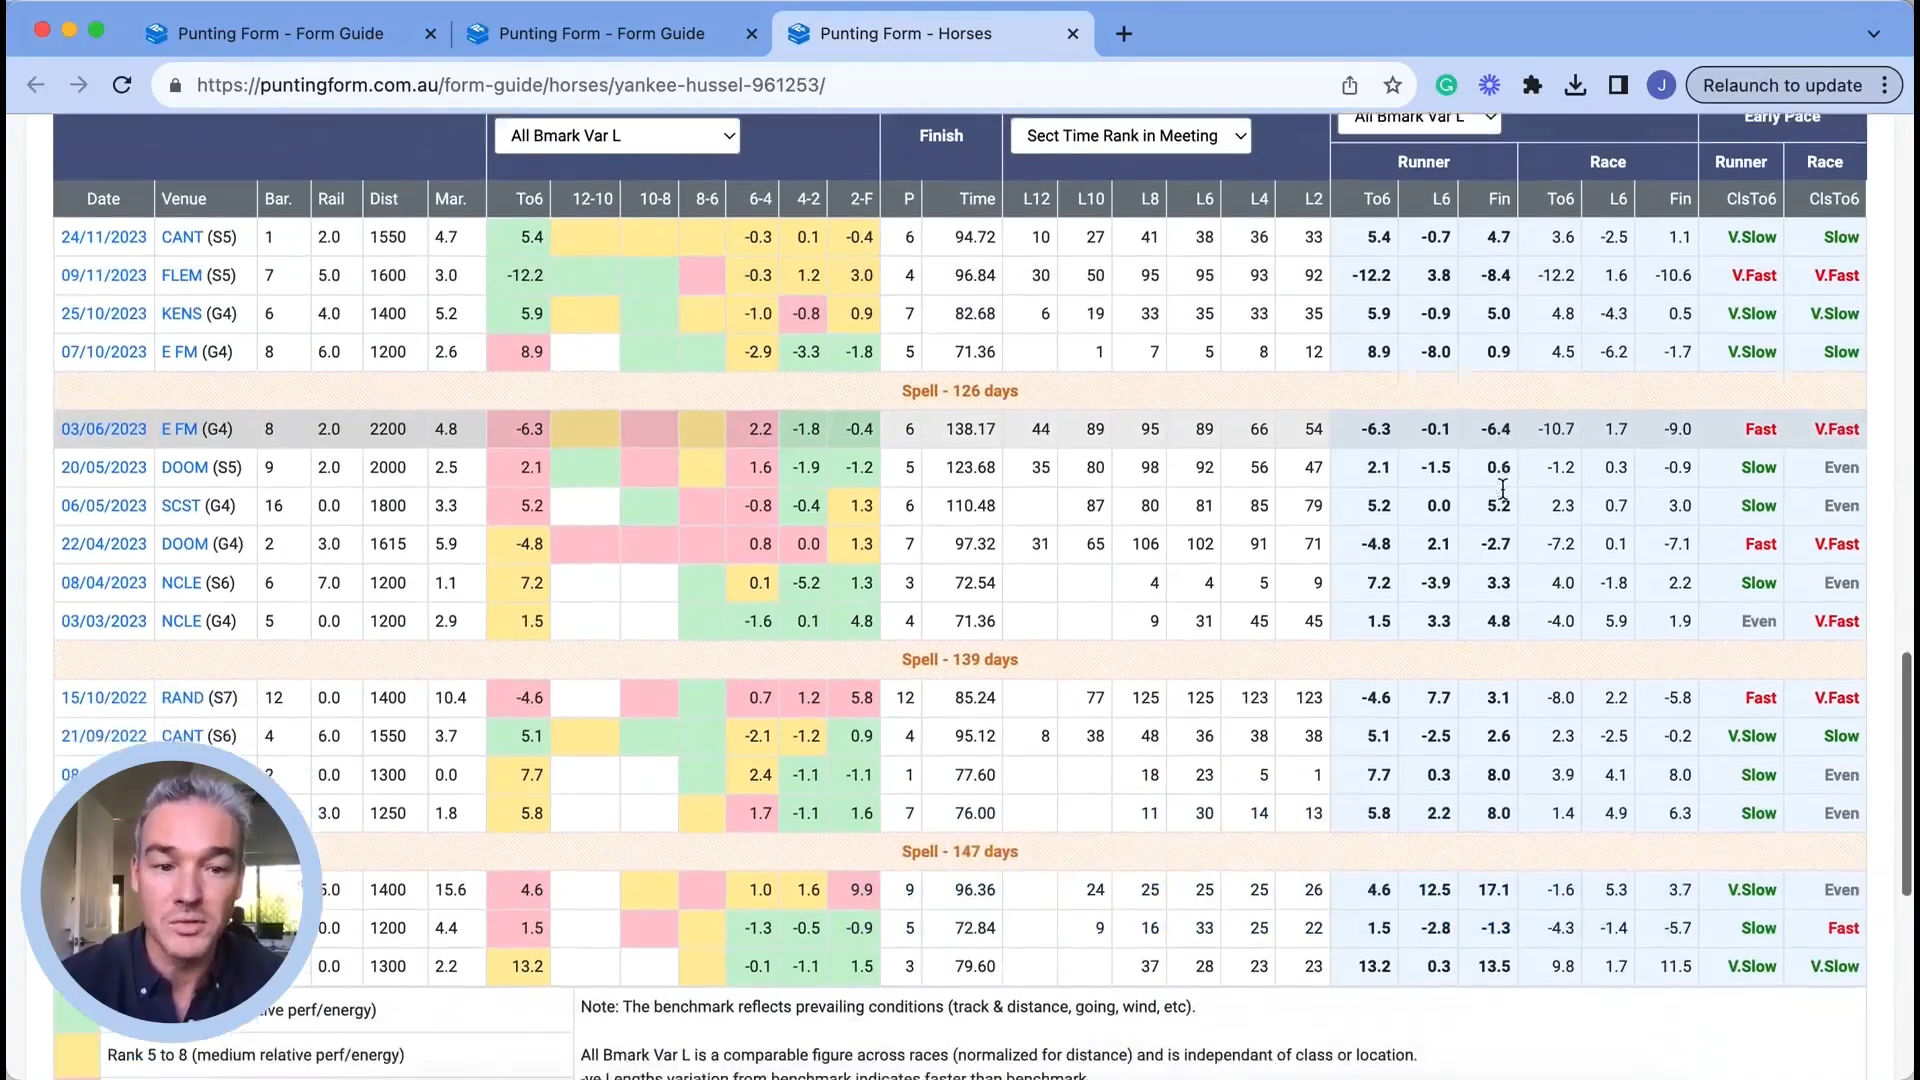 Punting Form - Form Guide
Punting Form - Form Guide
Punting Form - Horses
https://puntingform.com.au/form-guide/horses/yankee-hussel-961253/
J
Relaunch to update
All Bmark Var L Finish Sect Time Rank in Meeting All Bmark Var L Early Pace
Runner Race Runner Race
Date Venue Bar. Rail Dist Mar. To6 12-10 10-8 8-6 6-4 4-2 2-F P Time L12 L10 L8 L6 L4 L2 To6 L6 Fin To6 L6 Fin ClsTo6 ClsTo6
24/11/2023 CANT (S5) 1 2.0 1550 4.7 5.4 -0.3 0.1 -0.4 6 94.72 10 27 41 38 36 33 5.4 -0.7 4.7 3.6 -2.5 1.1 V.Slow Slow
09/11/2023 FLEM (S5) 7 5.0 1600 3.0 -12.2 -0.3 1.2 3.0 4 96.84 30 50 95 95 93 92 -12.2 3.8 -8.4 -12.2 1.6 -10.6 V.Fast V.Fast
25/10/2023 KENS (G4) 6 4.0 1400 5.2 5.9 -1.0 -0.8 0.9 7 82.68 6 19 33 35 33 35 5.9 -0.9 5.0 4.8 -4.3 0.5 V.Slow V.Slow
07/10/2023 E FM (G4) 8 6.0 1200 2.6 8.9 -2.9 -3.3 -1.8 5 71.36 1 7 5 8 12 8.9 -8.0 0.9 4.5 -6.2 -1.7 V.Slow Slow
Spell - 126 days
03/06/2023 E FM (G4) 8 2.0 2200 4.8 -6.3 2.2 -1.8 -0.4 6 138.17 44 89 95 89 66 54 -6.3 -0.1 -6.4 -10.7 1.7 -9.0 Fast V.Fast
20/05/2023 DOOM (S5) 9 2.0 2000 2.5 2.1 1.6 -1.9 -1.2 5 123.68 35 80 98 92 56 47 2.1 -1.5 0.6 -1.2 0.3 -0.9 Slow Even
06/05/2023 SCST (G4) 16 0.0 1800 3.3 5.2 -0.8 -0.4 1.3 6 110.48 87 80 81 85 79 5.2 0.0 5.2 2.3 0.7 3.0 Slow Even
22/04/2023 DOOM (G4) 2 3.0 1615 5.9 -4.8 0.8 0.0 1.3 7 97.32 31 65 106 102 91 71 -4.8 2.1 -2.7 -7.2 0.1 -7.1 Fast V.Fast
08/04/2023 NCLE (S6) 6 7.0 1200 1.1 7.2 0.1 -5.2 1.3 3 72.54 4 4 5 9 7.2 -3.9 3.3 4.0 -1.8 2.2 Slow Even
03/03/2023 NCLE (G4) 5 0.0 1200 2.9 1.5 -1.6 0.1 4.8 4 71.36 9 31 45 45 1.5 3.3 4.8 -4.0 5.9 1.9 Even V.Fast
Spell - 139 days
15/10/2022 RAND (S7) 12 0.0 1400 10.4 -4.6 0.7 1.2 5.8 12 85.24 77 125 125 123 123 -4.6 7.7 3.1 -8.0 2.2 -5.8 Fast V.Fast
21/09/2022 CANT (S6) 4 6.0 1550 3.7 5.1 -2.1 -1.2 0.9 4 95.12 8 38 48 36 38 38 5.1 -2.5 2.6 2.3 -2.5 -0.2 V.Slow Slow
08 2 0.0 1300 0.0 7.7 2.4 -1.1 -1.1 1 77.60 18 23 5 1 7.7 0.3 8.0 3.9 4.1 8.0 Slow Even
3.0 1250 1.8 5.8 1.7 -1.1 1.6 7 76.00 11 30 14 13 5.8 2.2 8.0 1.4 4.9 6.3 Slow Even
Spell - 147 days
5.0 1400 15.6 4.6 1.0 1.6 9.9 9 96.36 24 25 25 25 26 4.6 12.5 17.1 -1.6 5.3 3.7 V.Slow Even
0.0 1200 4.4 1.5 -1.3 -0.5 -0.9 5 72.84 9 16 33 25 22 1.5 -2.8 -1.3 -4.3 -1.4 -5.7 Slow Fast
0.0 1300 2.2 13.2 -0.1 -1.1 1.5 3 79.60 37 28 23 23 13.2 0.3 13.5 9.8 1.7 11.5 V.Slow V.Slow
ive perf/energy)
Note: The benchmark reflects prevailing conditions (track & distance, going, wind, etc).
Rank 5 to 8 (medium relative perf/energy)
All Bmark Var L is a comparable figure across races (normalized for distance) and is independant of class or location.
-ve Lengths variation from benchmark indicates faster than benchmark